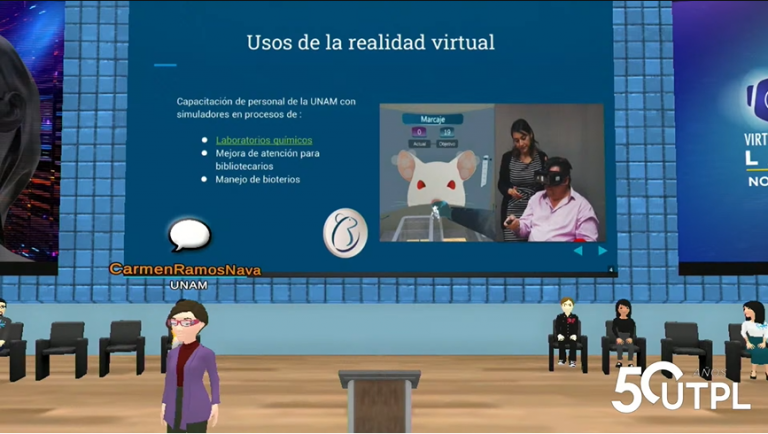 Usos de la realidad virtual
Capacitación de personal de la UNAM con
simuladores en procesos de :
Laboratorios químicos
Mejora de atención para
bibliotecarios
Manejo de bioterios
Marcaje
0
19
Actual
Objetivo
4
VIRT
L
NO
CarmenRamosNava
UNAM
50 AÑOS
UTPL